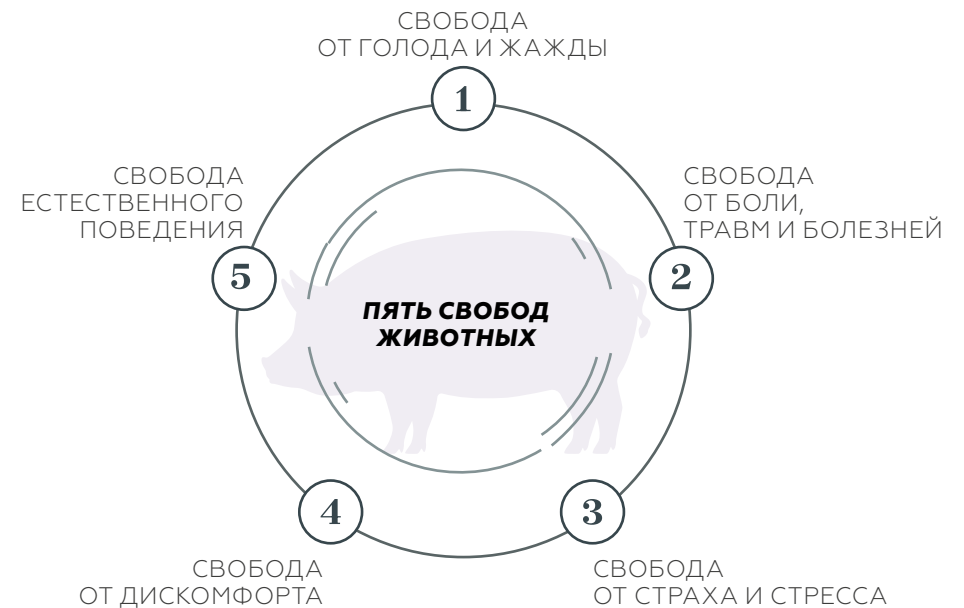 СВОБОДА
ОТ ГОЛОДА И ЖАЖДЫ
1
СВОБОДА
ОТ БОЛИ,
ТРАВМ И БОЛЕЗНЕЙ
2
СВОБОДА
ЕСТЕСТВЕННОГО
ПОВЕДЕНИЯ
5
ПЯТЬ СВОБОД
ЖИВОТНЫХ
4
СВОБОДА
ОТ ДИСКОМФОРТА
3
СВОБОДА
ОТ СТРАХА И СТРЕССА